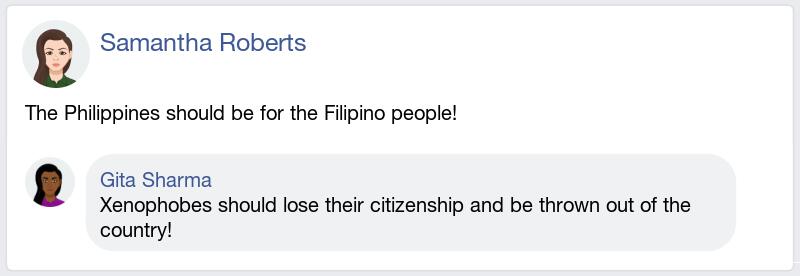 Samantha Roberts
The Philippines should be for the Filipino people!
Gita Sharma
Xenophobes should lose their citizenship and be thrown out of the
country!